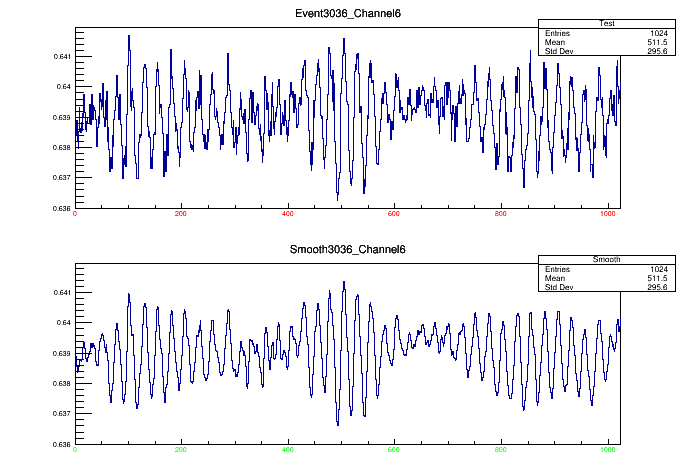 Event3036_Channel6
Test
Entries 1024
Mean 511.5
Std Dev 295.6
0.641
0.64
0.639
0.638
0.637
0.636
0 200 400 600 800 1000
Smooth3036_Channel6
Smooth
Entries 1024
Mean 511.5
Std Dev 295.6
0.641
0.64
0.639
0.638
0.637
0.636
0 200 400 600 800 1000